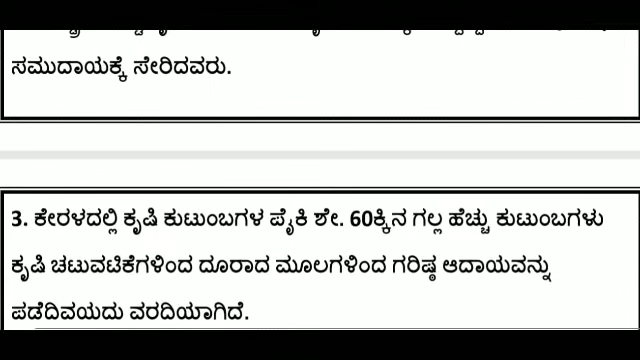 ಸಮುದಾಯಕ್ಕೆ ಸೇರಿದವರು.
3. ಕೇರಳದಲ್ಲಿ ಕೃಷಿ ಕುಟುಂಬಗಳ ಪೈಕಿ ಶೇ. 60ಕ್ಕಿನ ಗಲ್ಲ ಹೆಚ್ಚು ಕುಟುಂಬಗಳು
ಕೃಷಿ ಚಟುವಟಿಕೆಗಳಿಂದ ದೂರಾದ ಮೂಲಗಳಿಂದ ಗರಿಷ್ಠ ಆದಾಯವನ್ನು
ಪಡೆದಿವಯದು ವರದಿಯಾಗಿದೆ.